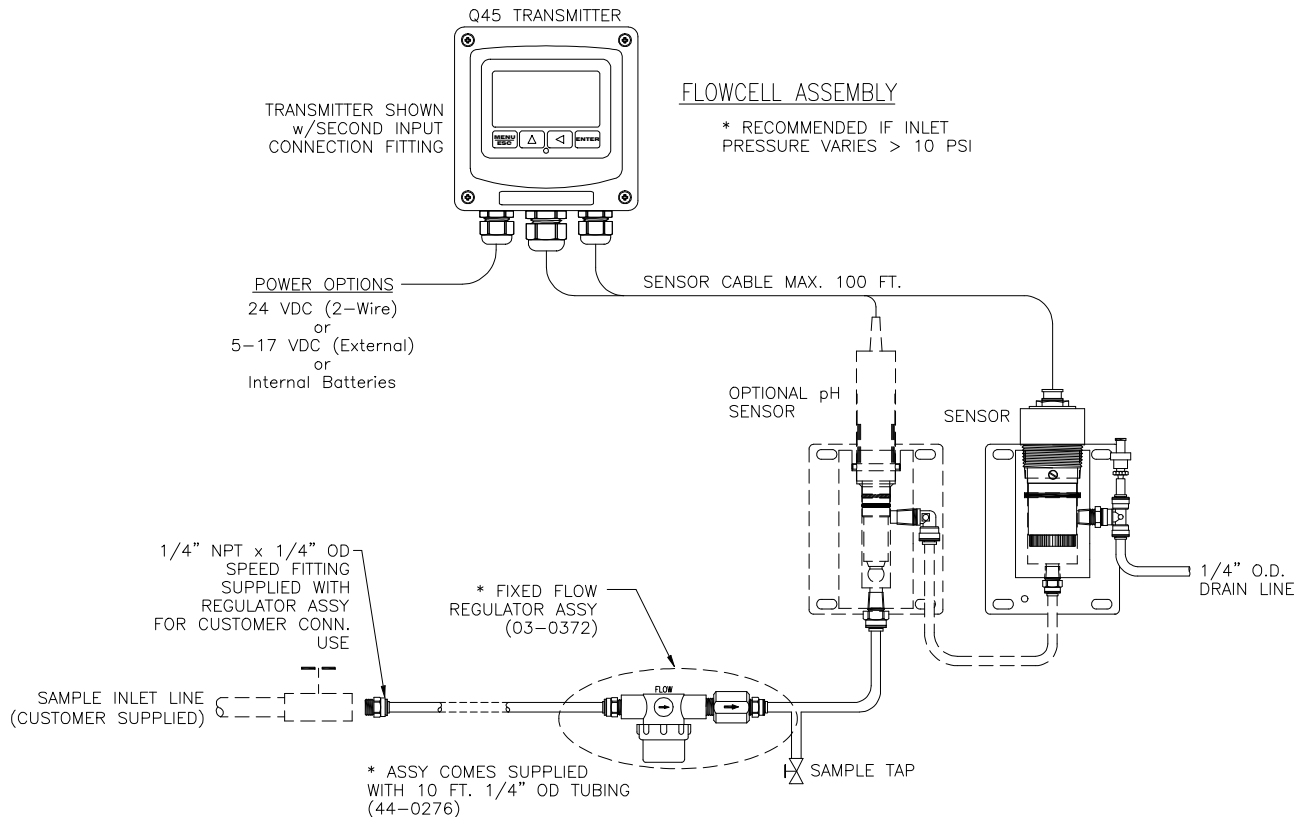 Q45 TRANSMITTER
TRANSMITTER SHOWN
w/SECOND INPUT
CONNECTION FITTING
MENU
ESC
ENTER
FLOWCELL ASSEMBLY
* RECOMMENDED IF INLET
PRESSURE VARIES > 10 PSI
POWER OPTIONS
24 VDC (2-Wire)
or
5-17 VDC (External)
or
Internal Batteries
SENSOR CABLE MAX. 100 FT.
OPTIONAL pH
SENSOR
SENSOR
1/4" O.D.
DRAIN LINE
1/4" NPT x 1/4" OD
SPEED FITTING
SUPPLIED WITH
REGULATOR ASSY
FOR CUSTOMER CONN.
USE
* FIXED FLOW
REGULATOR ASSY
(03-0372)
FLOW
SAMPLE INLET LINE
(CUSTOMER SUPPLIED)
* ASSY COMES SUPPLIED
WITH 10 FT. 1/4" OD TUBING
(44-0276)
SAMPLE TAP